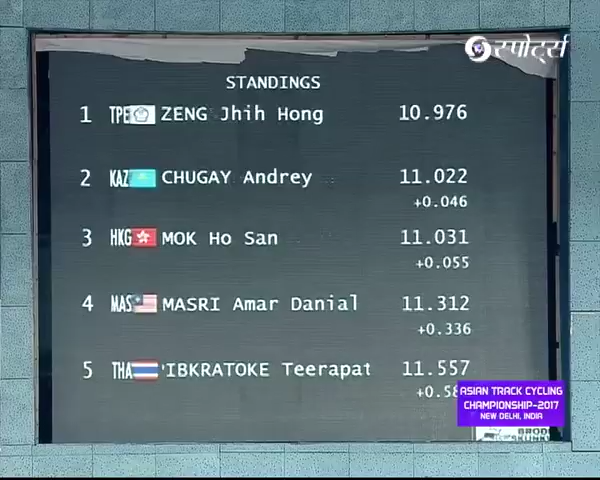 स्पोर्ट्स
STANDINGS
1 TPE ZENG Jhih Hong 10.976
2 KAZ CHUGAY Andrey 11.022
+0.046
3 HKG MOK Ho San 11.031
+0.055
4 MAS MASRI Amar Danial 11.312
+0.336
5 THA 'IBKRATOKE Teerapat 11.557
ASIAN TRACK CYCLING
CHAMPIONSHIP-2017
NEW DELHI, INDIA